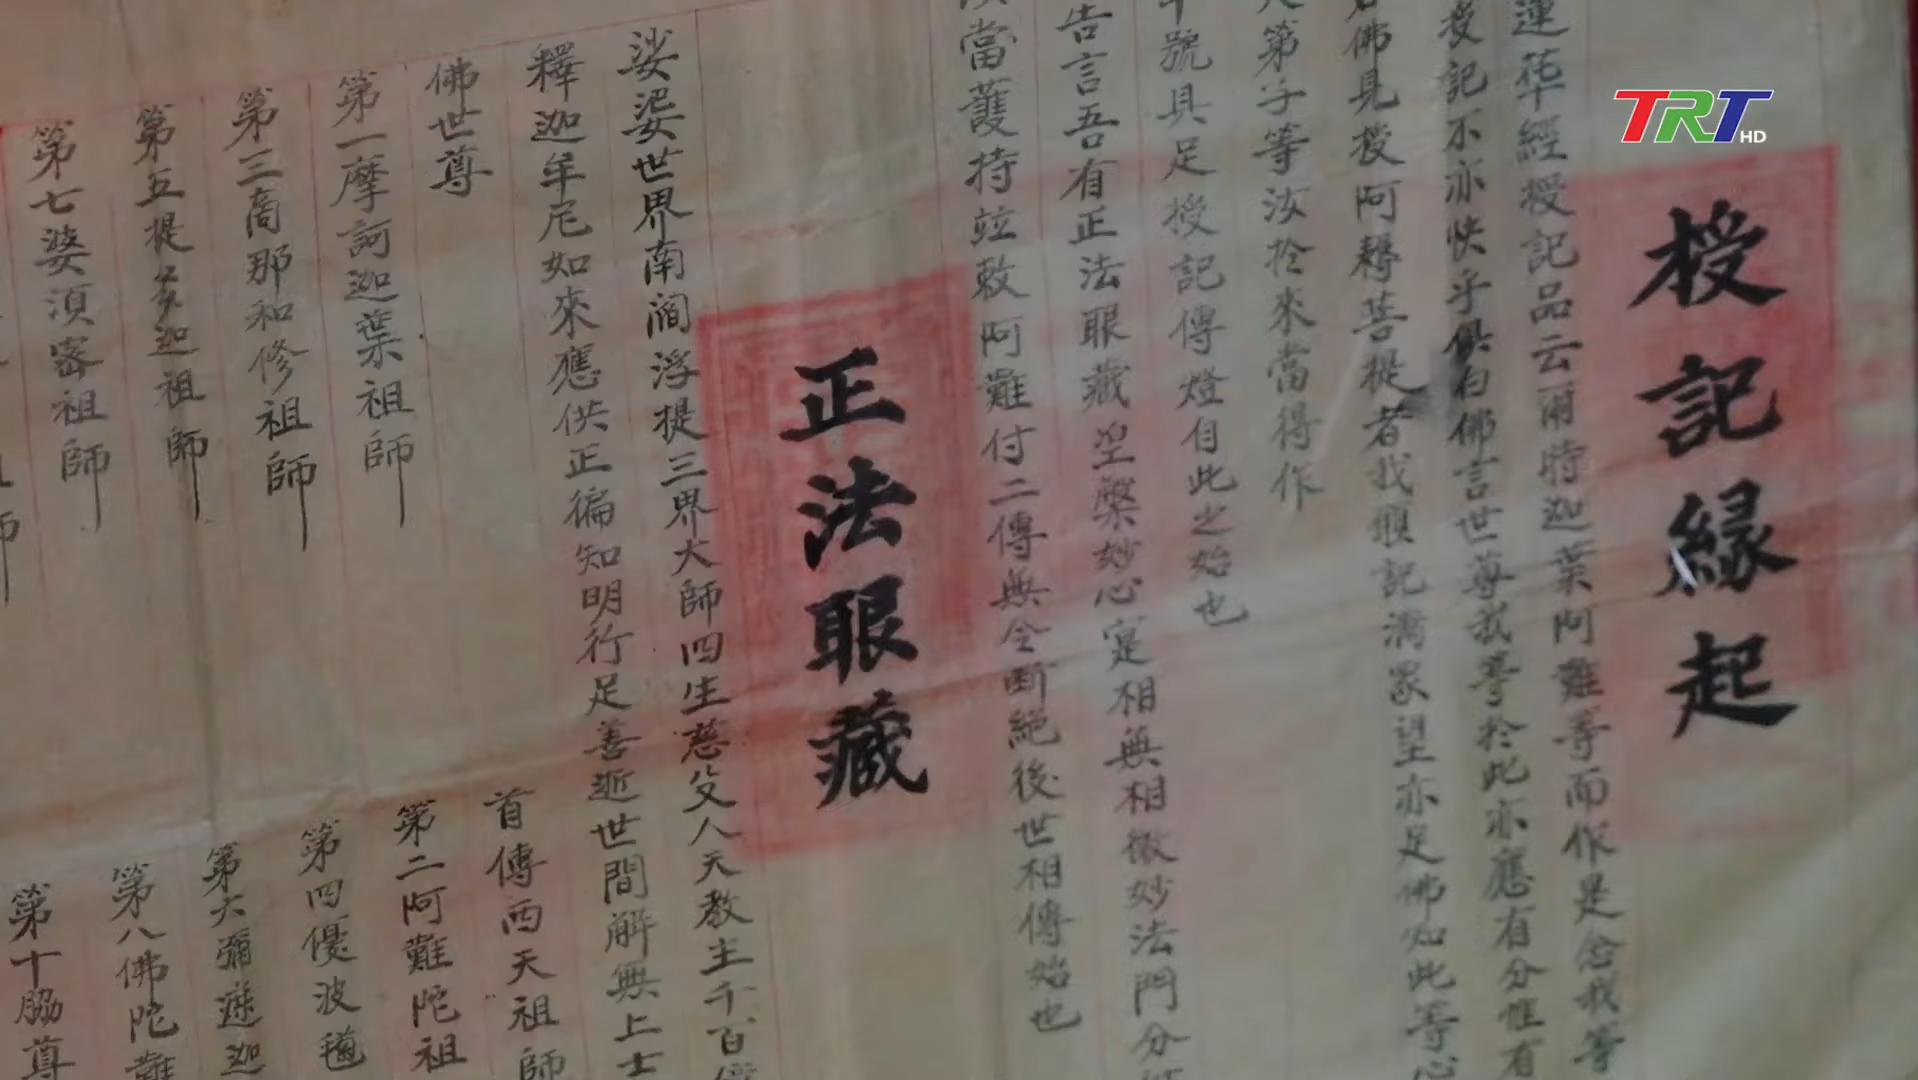 TRT HD
授記緣起
蓮花經授記品云爾時迦葉阿難等而作是念我等
授記不亦快乎俱白佛言世尊我等於此亦應有分惟有
佛見授阿耨菩提者我願記滿眾望亦足佛知此等心
第子等汝於來當得作
號具足授記傳燈自此之始也
告言吾有正法眼藏涅槃妙心寔相無相微妙法門分
當護持竝敕阿難付二傳無令斷絕後世相傳始也
正法眼藏
娑婆世界南閻浮提三界大師四生慈父人天教主千百億
釋迦牟尼如來應供正徧知明行足善逝世間解無上士
佛世尊
首傳西天祖師
第一摩訶迦葉祖師
第二阿難陀祖
第三商那和修祖師
第四優波毱
第五提多迦祖師
第六彌遮迦
第七婆須密祖師
第八佛陀難
第十脇尊
師